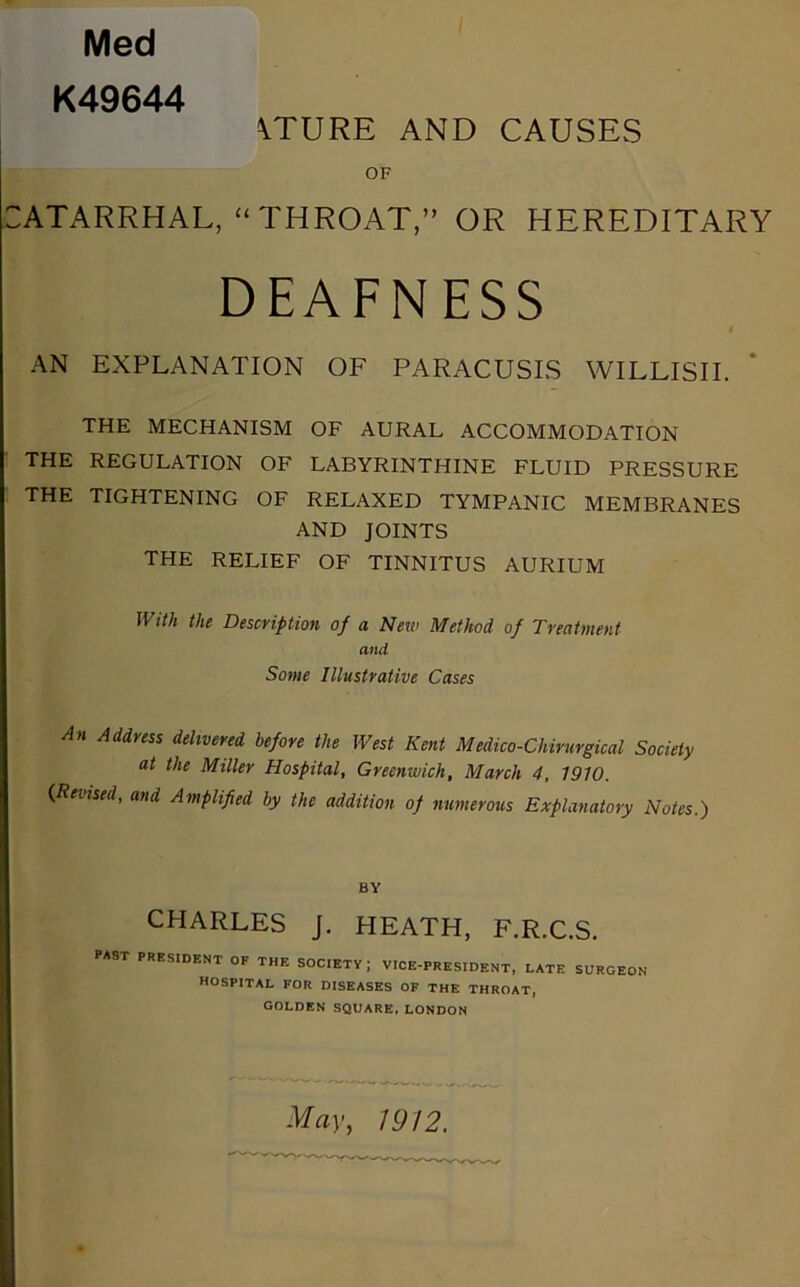 Med
K49644
ATURE AND CAUSES
OF
CATARRHAL, “THROAT,” OR HEREDITARY
DEAFNESS
AN EXPLANATION OF PARACUSIS WILLISII.
THE MECHANISM OF AURAL ACCOMMODATION
THE REGULATION OF LABYRINTHINE FLUID PRESSURE
THE TIGHTENING OF RELAXED TYMPANIC MEMBRANES
AND JOINTS
THE RELIEF OF TINNITUS AURIUM
With the Description of a New Method of Treatment
and
Some Illustrative Cases
An Address delivered before the West Kent Medico-Chirurgical Society
at the Miller Hospital, Greenwich, March 4, 1910.
(Revised, and Amplified by the addition of numerous Explanatory Notes.)
BY
CHARLES J. HEATH, F.R.C.S.
PAST PRESIDENT OF THE SOCIETY; VICE-PRESIDENT, LATE SURGEON
HOSPITAL FOR DISEASES OF THE THROAT,
GOLDEN SQUARE, LONDON
May, 1912.